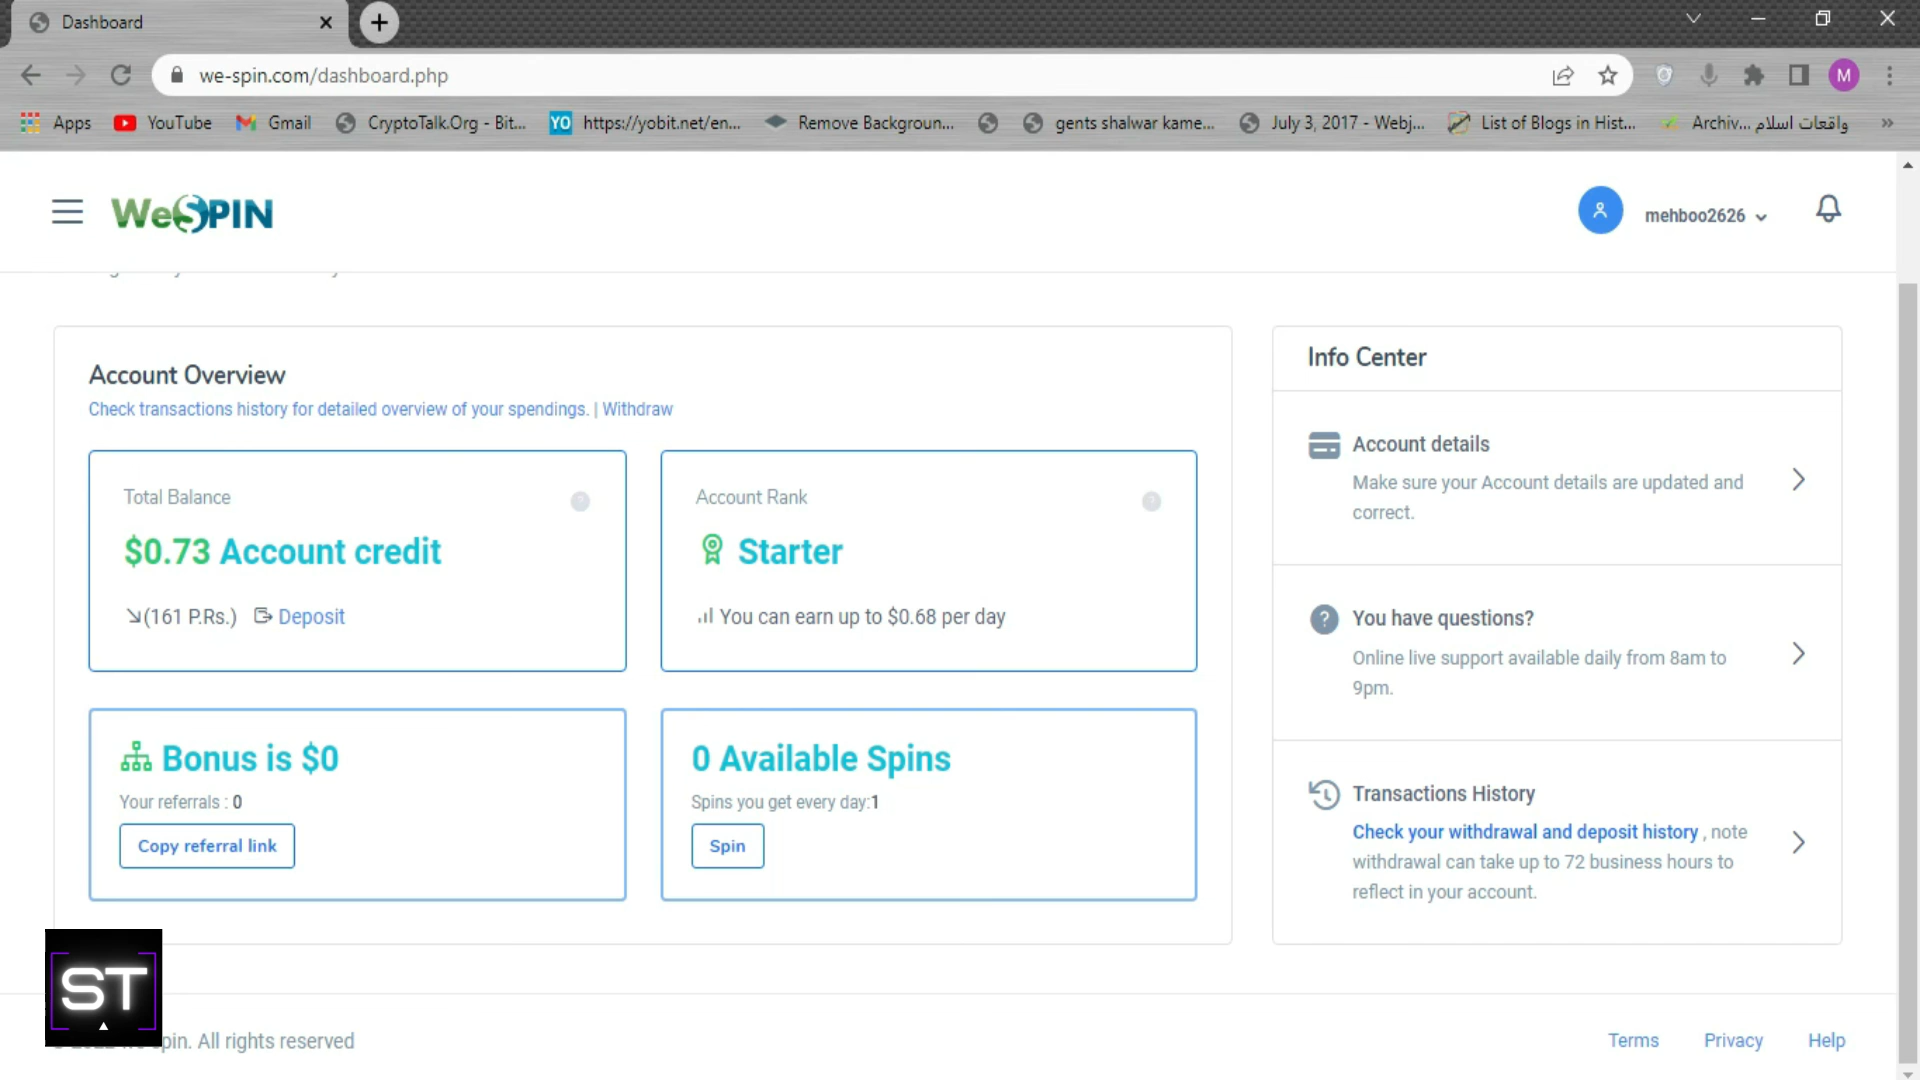 Dashboard
we-spin.com/dashboard.php
M
Apps
YouTube
Gmail
CryptoTalk.Org - Bit...
YO
https://yobit.net/en...
Remove Backgroun...
gents shalwar kame...
July 3, 2017 - Webj...
List of Blogs in Hist...
Archiv... واقعات اسلام
WeSPIN
mehboo2626
Account Overview
Check transactions history for detailed overview of your spendings. | Withdraw
Total Balance
$0.73 Account credit
(161 P.Rs.) Deposit
Account Rank
Starter
You can earn up to $0.68 per day
Bonus is $0
Your referrals : 0
Copy referral link
0 Available Spins
Spins you get every day:1
Spin
Info Center
Account details
Make sure your Account details are updated and
correct.
You have questions?
Online live support available daily from 8am to
9pm.
Transactions History
Check your withdrawal and deposit history , note
withdrawal can take up to 72 business hours to
reflect in your account.
ST
pin. All rights reserved
Terms
Privacy
Help